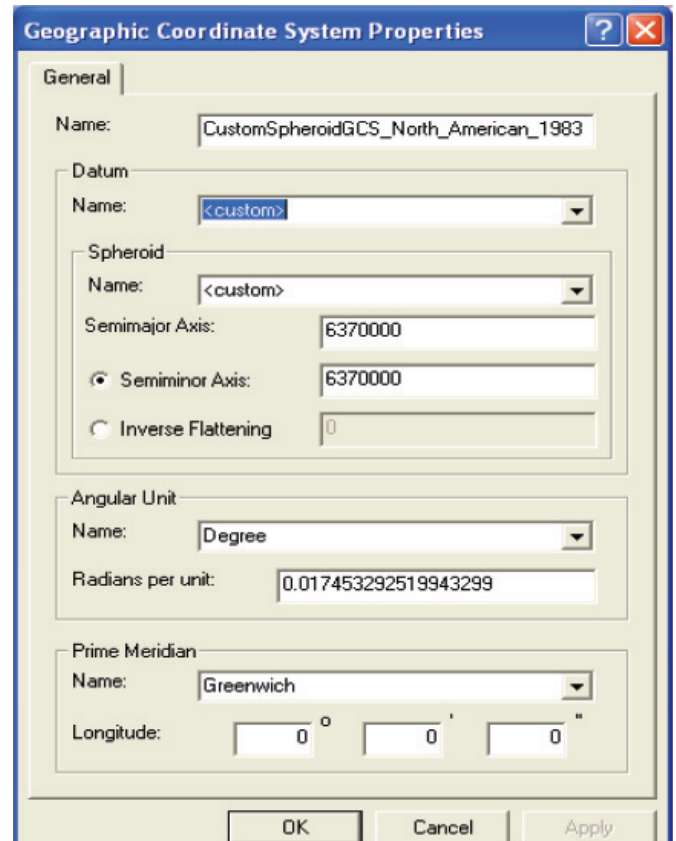 Geographic Coordinate System Properties
General
Name: CustomSpheroidGCS_North_American_1983
Datum
Name: <custom>
Spheroid
Name: <custom>
Semimajor Axis: 6370000
Semiminor Axis: 6370000
Inverse Flattening 0
Angular Unit
Name: Degree
Radians per unit: 0.017453292519943299
Prime Meridian
Name: Greenwich
Longitude: 0 ° 0 ' 0 "
OK Cancel Apply